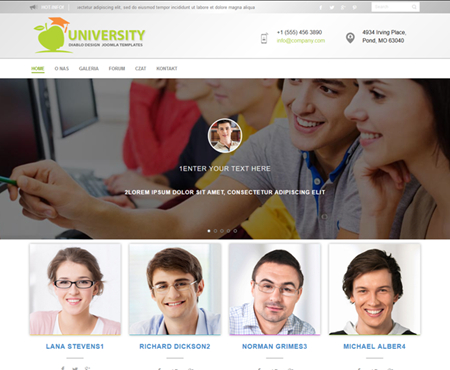 ectetur adipiscing elit, sed do eiusmod tempor incididunt ut labore et dolore magna aliqua
UNIVERSITY
DIABLO DESIGN JOOMLA TEMPLATES
+1 (555) 456 3890
info@company.com
4934 Irving Place,
Pond, MO 63040
HOME O NAS GALERIA FORUM CZAT KONTAKT
1ENTER YOUR TEXT HERE
2LOREM IPSUM DOLOR SIT AMET, CONSECTETUR ADIPISCING ELIT
LANA STEVENS1 RICHARD DICKSON2 NORMAN GRIMES3 MICHAEL ALBER4